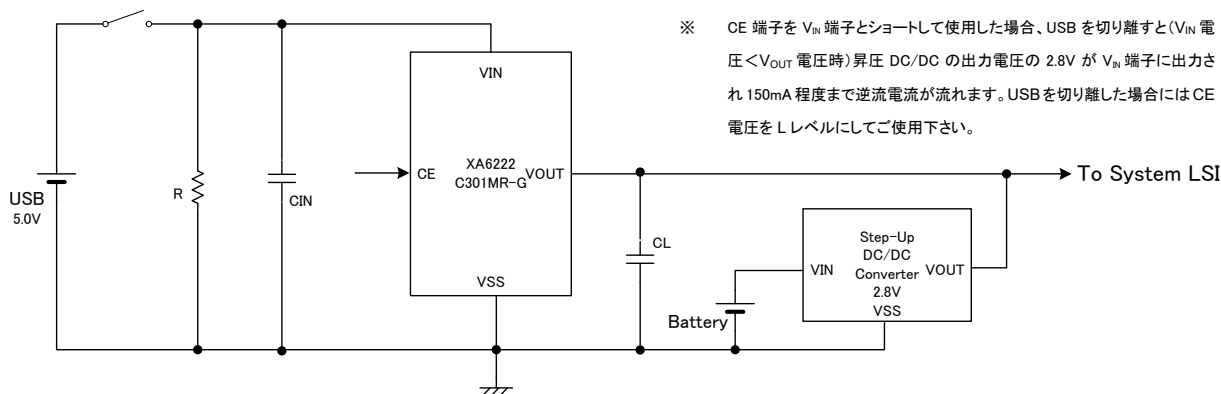 ※ CE 端子を VIN 端子とショートして使用した場合、USB を切り離すと(VIN 電
圧<VOUT 電圧時)昇圧 DC/DC の出力電圧の 2.8V が VIN 端子に出力さ
れ 150mA 程度まで逆流電流が流れます。USBを切り離した場合には CE
電圧を L レベルにしてご使用下さい。
VIN
XA6222
C301MR-G
CE
VOUT
VSS
USB
5.0V
R
CIN
CL
To System LSI
Step-Up
DC/DC
Converter
2.8V
VIN
VOUT
VSS
Battery